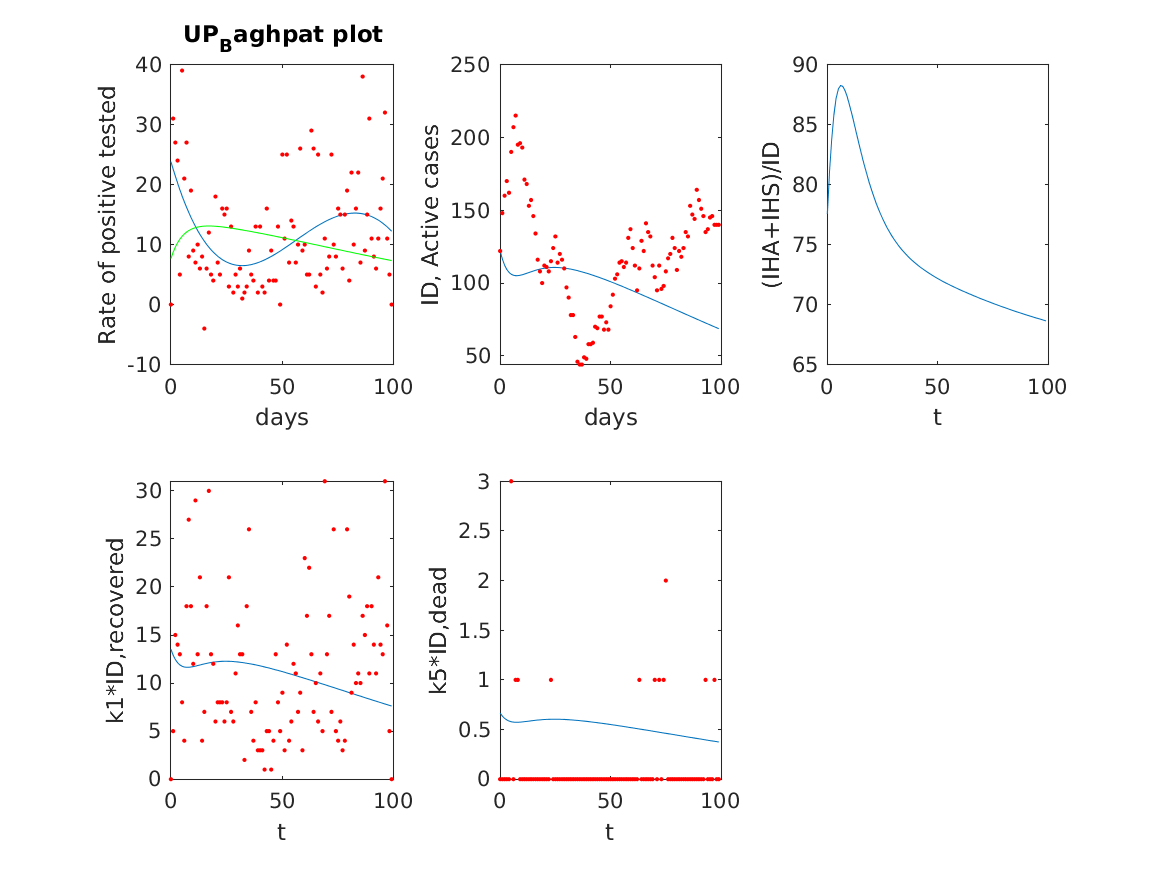 UP_Baghpat plot
40
30
20
10
0
-10
0 50 100
days
Rate of positive tested
250
200
150
100
50
0 50 100
days
ID, Active cases
90
85
80
75
70
65
0 50 100
t
(IHA+IHS)/ID
30
25
20
15
10
5
0
0 50 100
t
k1*ID,recovered
3
2.5
2
1.5
1
0.5
0
0 50 100
t
k5*ID,dead